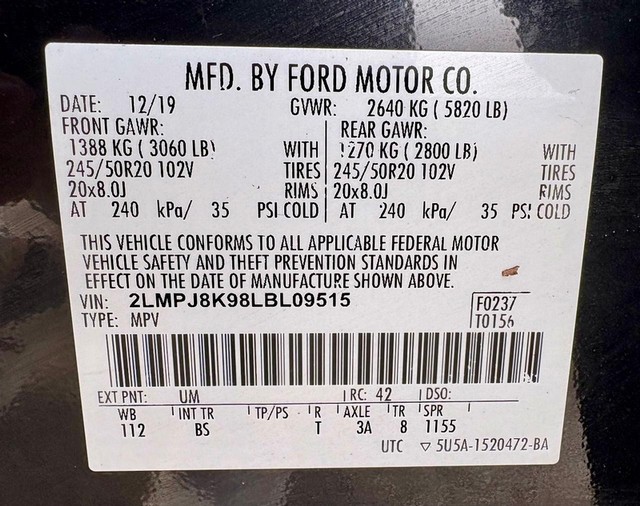 MFD. BY FORD MOTOR CO.
DATE: 12/19 GVWR: 2640 KG ( 5820 LB)
FRONT GAWR: REAR GAWR:
1388 KG ( 3060 LB) WITH 1270 KG ( 2800 LB) WITH
245/50R20 102V TIRES 245/50R20 102V TIRES
20x8.0J RIMS 20x8.0J RIMS
AT 240 kPa/ 35 PSI COLD AT 240 kPa/ 35 PSI COLD
THIS VEHICLE CONFORMS TO ALL APPLICABLE FEDERAL MOTOR
VEHICLE SAFETY AND THEFT PREVENTION STANDARDS IN
EFFECT ON THE DATE OF MANUFACTURE SHOWN ABOVE.
VIN: 2LMPJ8K98LBL09515 F0237
TYPE: MPV T0156
EXT PNT: UM RC: 42 DSO:
WB INT TR TP/PS R AXLE TR SPR
112 BS T 3A 8 1155
UTC ▽ 5U5A-1520472-BA